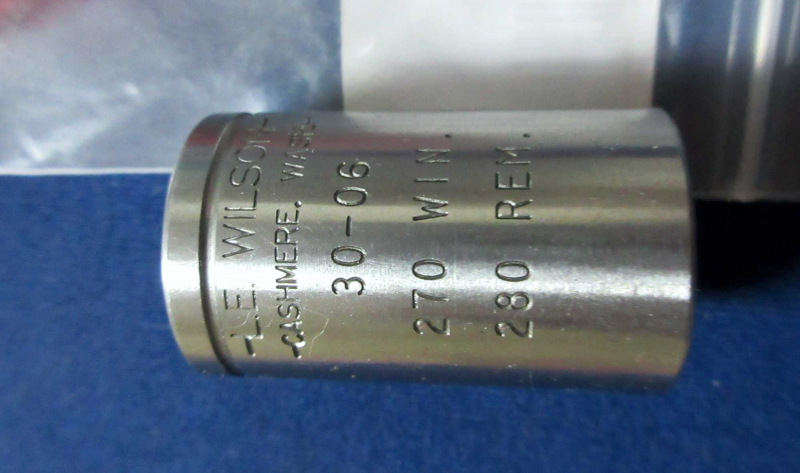 -L.E. WILSON-
-CASHMERE. WASH-
30-06
270 WIN.
280 REM.